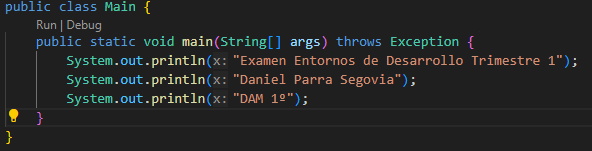 public class Main {
Run | Debug
public static void main(String[] args) throws Exception {
System.out.println(x: "Examen Entornos de Desarrollo Trimestre 1");
System.out.println(x: "Daniel Parra Segovia");
System.out.println(x: "DAM 1º");
}
}